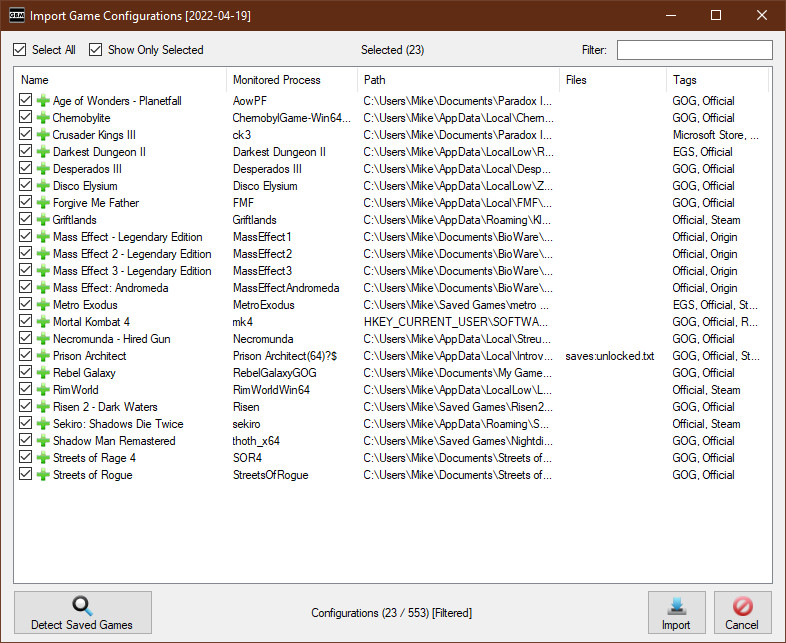 GBM Import Game Configurations [2022-04-19]
Select All Show Only Selected Selected (23) Filter:
Name Monitored Process Path Files Tags
Age of Wonders - Planetfall AowPF C:\Users\Mike\Documents\Paradox I... GOG, Official
Chernobylite ChernobylGame-Win64... C:\Users\Mike\AppData\Local\Chern... GOG, Official
Crusader Kings III ck3 C:\Users\Mike\Documents\Paradox I... Microsoft Store, ...
Darkest Dungeon II Darkest Dungeon II C:\Users\Mike\AppData\LocalLow\R... EGS, Official
Desperados III Desperados III C:\Users\Mike\AppData\Local\Desp... GOG, Official
Disco Elysium Disco Elysium C:\Users\Mike\AppData\LocalLow\Z... GOG, Official
Forgive Me Father FMF C:\Users\Mike\AppData\Local\FMF\... GOG, Official
Griftlands Griftlands C:\Users\Mike\AppData\Roaming\Kl... Official, Steam
Mass Effect - Legendary Edition MassEffect1 C:\Users\Mike\Documents\BioWare\... Official, Origin
Mass Effect 2 - Legendary Edition MassEffect2 C:\Users\Mike\Documents\BioWare\... Official, Origin
Mass Effect 3 - Legendary Edition MassEffect3 C:\Users\Mike\Documents\BioWare\... Official, Origin
Mass Effect: Andromeda MassEffectAndromeda C:\Users\Mike\Documents\BioWare\... Official, Origin
Metro Exodus MetroExodus C:\Users\Mike\Saved Games\metro ... EGS, Official, St...
Mortal Kombat 4 mk4 HKEY_CURRENT_USER\SOFTWA... GOG, Official, R...
Necromunda - Hired Gun Necromunda C:\Users\Mike\AppData\Local\Streu... GOG, Official
Prison Architect Prison Architect(64)?$ C:\Users\Mike\AppData\Local\Introv... saves:unlocked.txt GOG, Official, St...
Rebel Galaxy RebelGalaxyGOG C:\Users\Mike\Documents\My Game... GOG, Official
RimWorld RimWorldWin64 C:\Users\Mike\AppData\LocalLow\L... Official, Steam
Risen 2 - Dark Waters Risen C:\Users\Mike\Saved Games\Risen2... GOG, Official
Sekiro: Shadows Die Twice sekiro C:\Users\Mike\AppData\Roaming\S... Official, Steam
Shadow Man Remastered thoth_x64 C:\Users\Mike\Saved Games\Nightdi... GOG, Official
Streets of Rage 4 SOR4 C:\Users\Mike\Documents\Streets of... GOG, Official
Streets of Rogue StreetsOfRogue C:\Users\Mike\Documents\Streets of... GOG, Official
Detect Saved Games Configurations (23 / 553) [Filtered] Import Cancel